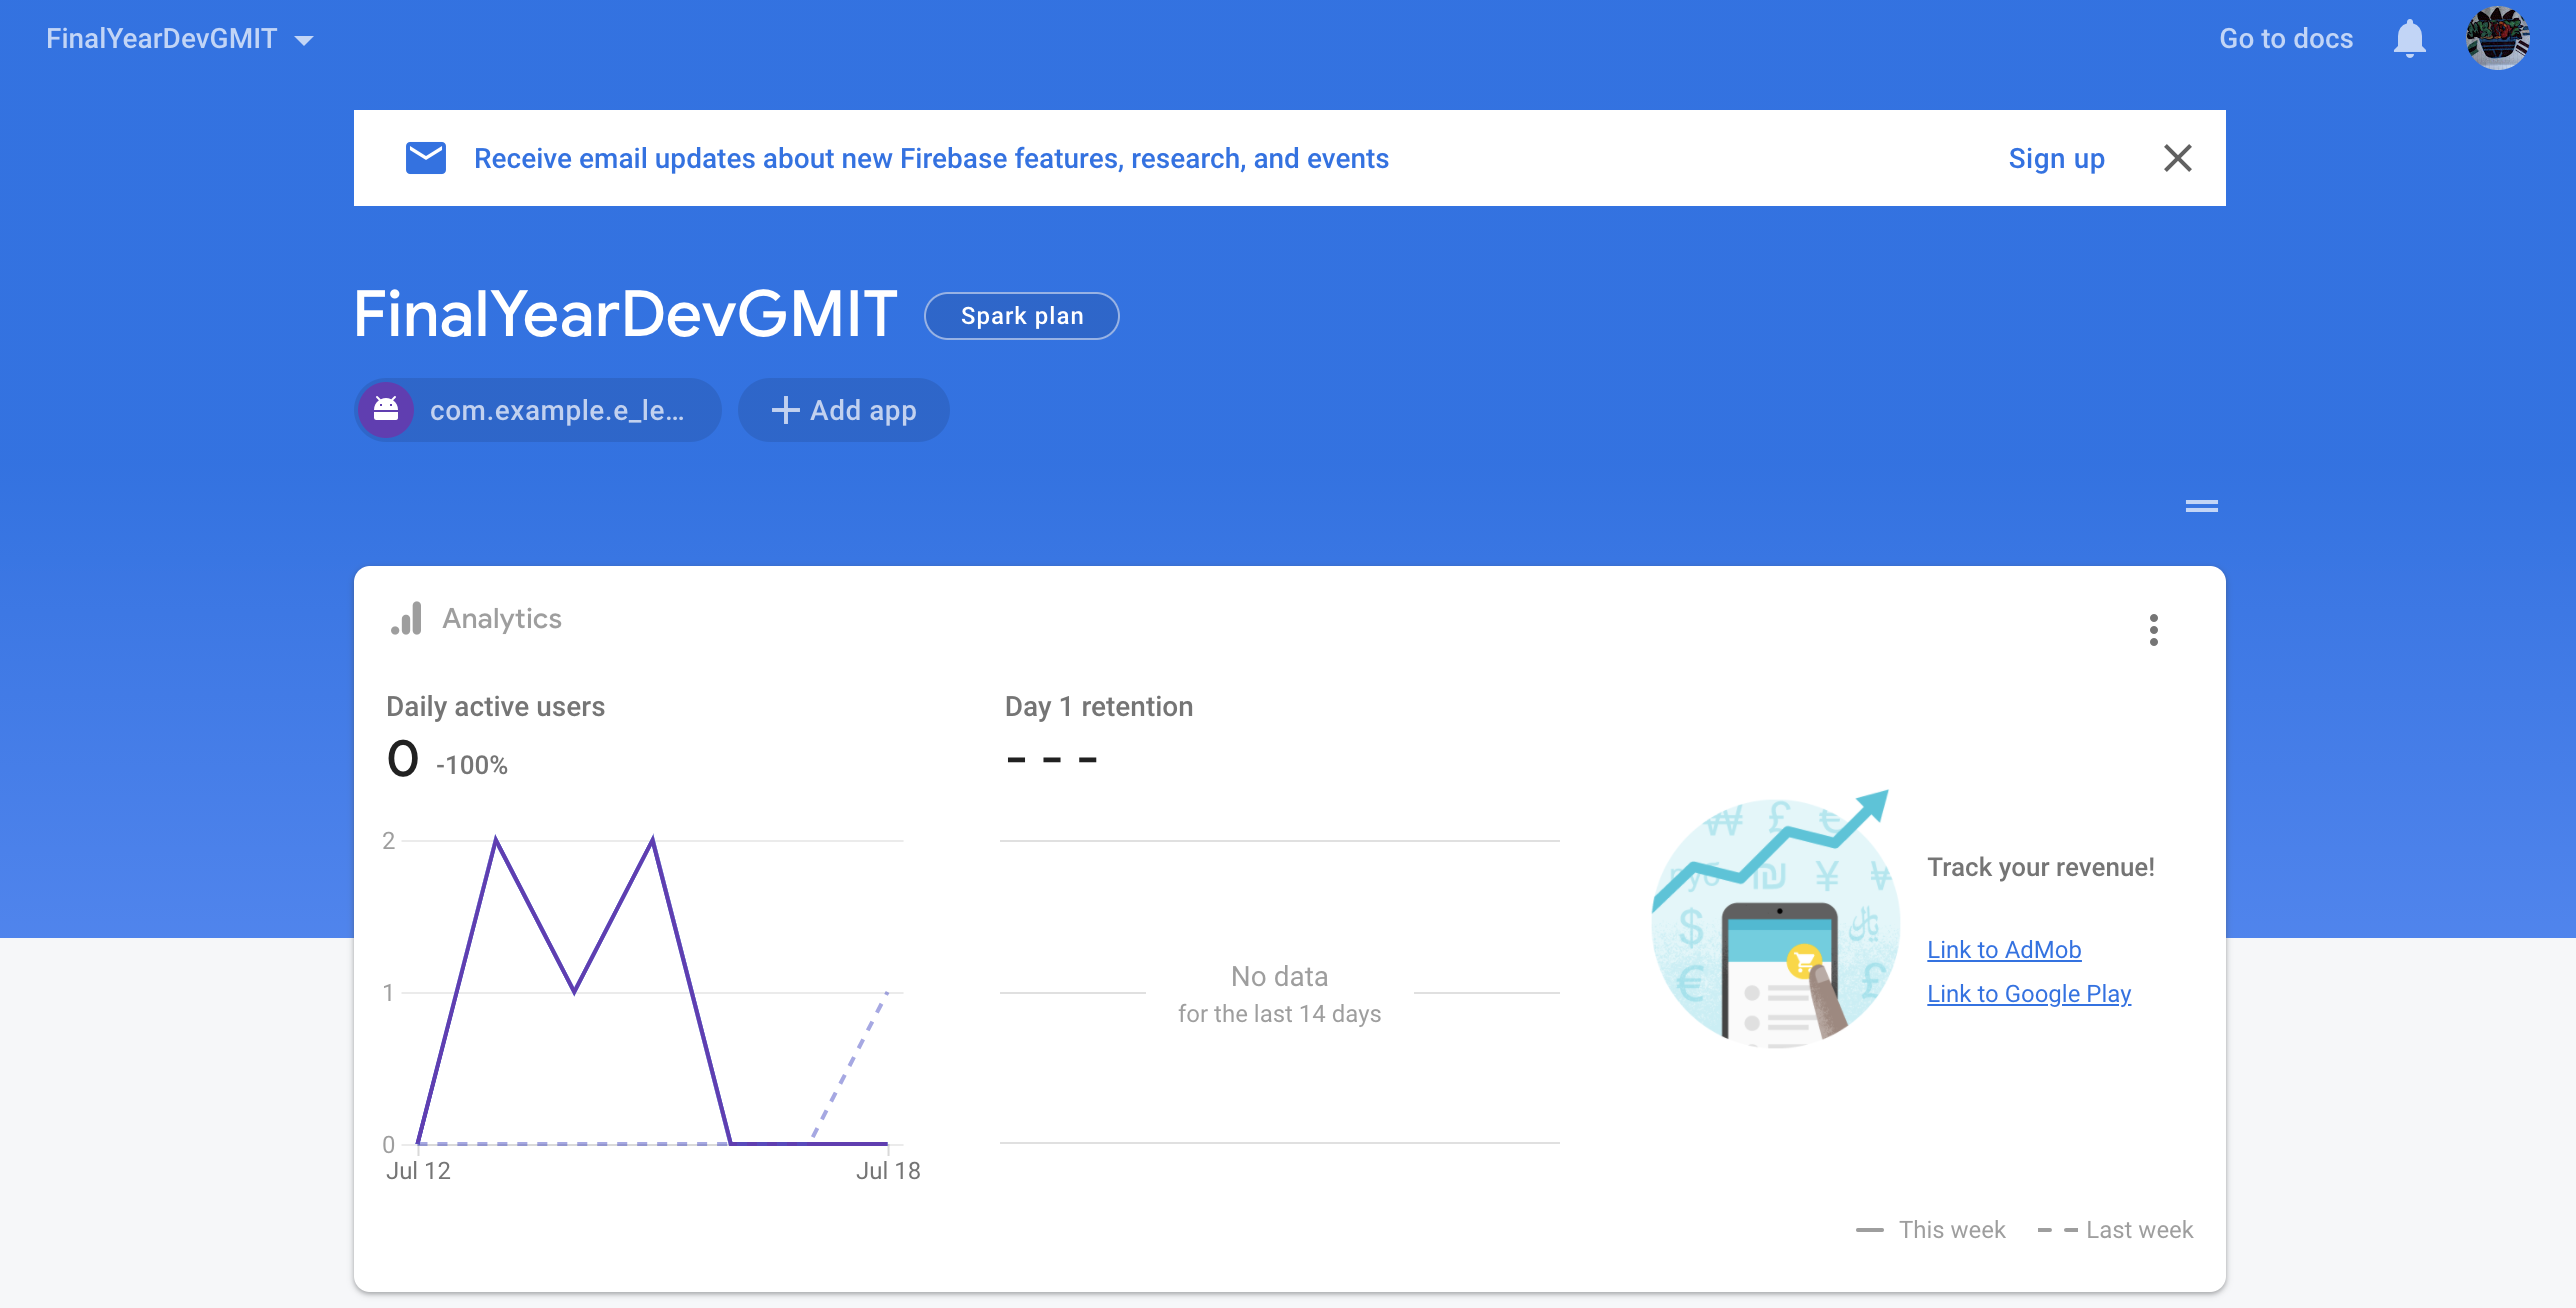 FinalYearDevGMIT
Go to docs
Receive email updates about new Firebase features, research, and events
Sign up
FinalYearDevGMIT
Spark plan
com.example.e_le...
Add app
Analytics
Daily active users
0 -100%
Day 1 retention
- - -
2
1
0
Jul 12
Jul 18
No data
for the last 14 days
Track your revenue!
Link to AdMob
Link to Google Play
This week
Last week